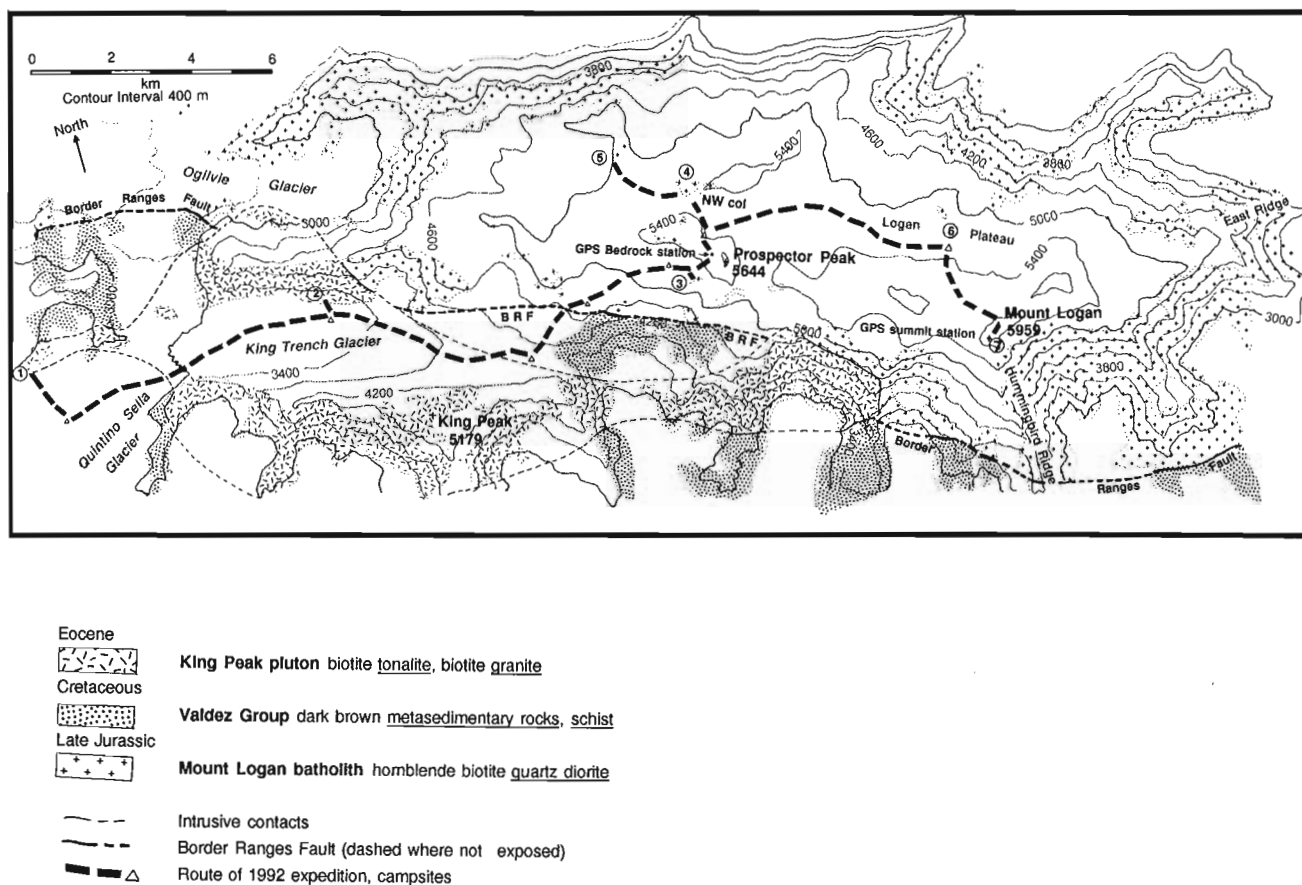 0 2 4 6
km
Contour Interval 400 m
North
Ogilvie Glacier
Border Ranges Fault
3000
3800
4600
5400
4600
4200
3800
5000
5400
3000
East Ridge
5
4
NW col
5400
GPS Bedrock station
Prospector Peak
5644
3
Logan Plateau
6
Mount Logan
5959
GPS summit station
7
2
King Trench Glacier
BRF
BRF
5000
3400
4200
King Peak
5179
1
Quintino Sella Glacier
3000
3800
Hummingbird Ridge
Border Ranges Fault
Eocene
King Peak pluton biotite tonalite, biotite granite
Cretaceous
Valdez Group dark brown metasedimentary rocks, schist
Late Jurassic
Mount Logan batholith hornblende biotite quartz diorite
Intrusive contacts
Border Ranges Fault (dashed where not exposed)
Route of 1992 expedition, campsites